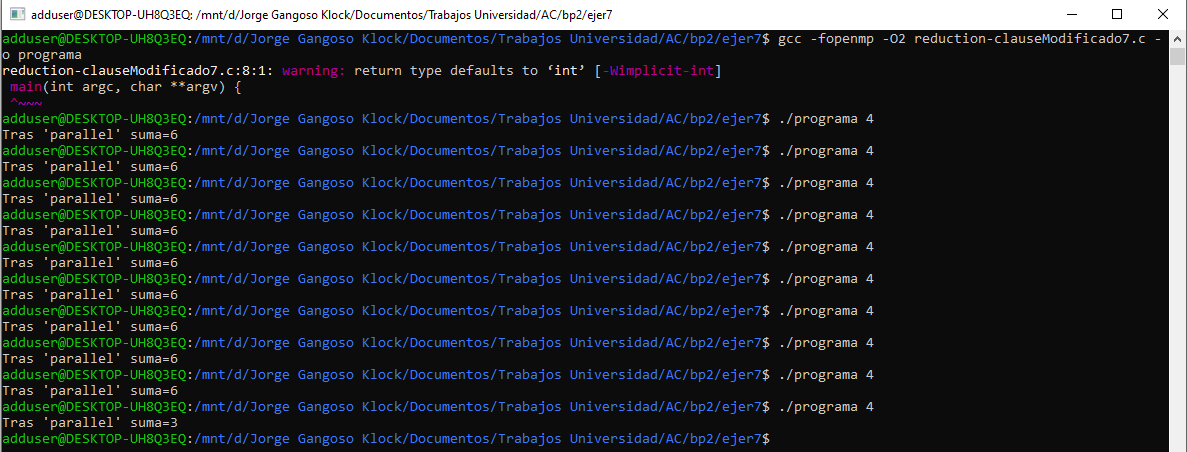 adduser@DESKTOP-UH8Q3EQ: /mnt/d/Jorge Gangoso Klock/Documentos/Trabajos Universidad/AC/bp2/ejer7
adduser@DESKTOP-UH8Q3EQ:/mnt/d/Jorge Gangoso Klock/Documentos/Trabajos Universidad/AC/bp2/ejer7$ gcc -fopenmp -O2 reduction-clauseModificado7.c -
o programa
reduction-clauseModificado7.c:8:1: warning: return type defaults to ‘int’ [-Wimplicit-int]
 main(int argc, char **argv) {
 ^~~~
adduser@DESKTOP-UH8Q3EQ:/mnt/d/Jorge Gangoso Klock/Documentos/Trabajos Universidad/AC/bp2/ejer7$ ./programa 4
Tras 'parallel' suma=6
adduser@DESKTOP-UH8Q3EQ:/mnt/d/Jorge Gangoso Klock/Documentos/Trabajos Universidad/AC/bp2/ejer7$ ./programa 4
Tras 'parallel' suma=6
adduser@DESKTOP-UH8Q3EQ:/mnt/d/Jorge Gangoso Klock/Documentos/Trabajos Universidad/AC/bp2/ejer7$ ./programa 4
Tras 'parallel' suma=6
adduser@DESKTOP-UH8Q3EQ:/mnt/d/Jorge Gangoso Klock/Documentos/Trabajos Universidad/AC/bp2/ejer7$ ./programa 4
Tras 'parallel' suma=6
adduser@DESKTOP-UH8Q3EQ:/mnt/d/Jorge Gangoso Klock/Documentos/Trabajos Universidad/AC/bp2/ejer7$ ./programa 4
Tras 'parallel' suma=6
adduser@DESKTOP-UH8Q3EQ:/mnt/d/Jorge Gangoso Klock/Documentos/Trabajos Universidad/AC/bp2/ejer7$ ./programa 4
Tras 'parallel' suma=6
adduser@DESKTOP-UH8Q3EQ:/mnt/d/Jorge Gangoso Klock/Documentos/Trabajos Universidad/AC/bp2/ejer7$ ./programa 4
Tras 'parallel' suma=6
adduser@DESKTOP-UH8Q3EQ:/mnt/d/Jorge Gangoso Klock/Documentos/Trabajos Universidad/AC/bp2/ejer7$ ./programa 4
Tras 'parallel' suma=6
adduser@DESKTOP-UH8Q3EQ:/mnt/d/Jorge Gangoso Klock/Documentos/Trabajos Universidad/AC/bp2/ejer7$ ./programa 4
Tras 'parallel' suma=6
adduser@DESKTOP-UH8Q3EQ:/mnt/d/Jorge Gangoso Klock/Documentos/Trabajos Universidad/AC/bp2/ejer7$ ./programa 4
Tras 'parallel' suma=3
adduser@DESKTOP-UH8Q3EQ:/mnt/d/Jorge Gangoso Klock/Documentos/Trabajos Universidad/AC/bp2/ejer7$